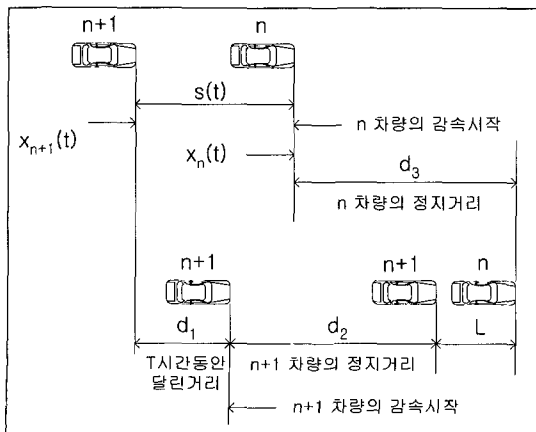 n+1
n
s(t)
n 차량의 감속시작
x_{n+1}(t)
x_n(t)
d_3
n 차량의 정지거리
n+1
n+1
n
d_1
d_2
L
T시간동안
달린거리
n+1 차량의 정지거리
n+1 차량의 감속시작